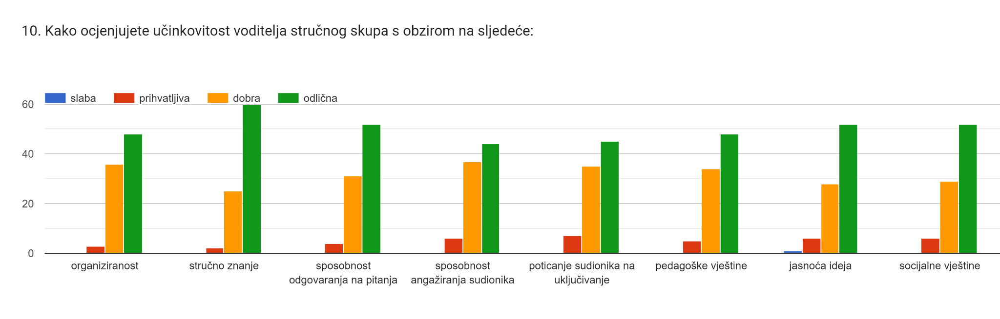 10. Kako ocjenjujete učinkovitost voditelja stručnog skupa s obzirom na sljedeće:
slaba prihvatljiva dobra odlična
60
40
20
0
organiziranost stručno znanje sposobnost sposobnost poticanje sudionika na pedagoške vještine jasnoća ideja socijalne vještine
odgovaranja na pitanja angažiranja sudionika uključivanje